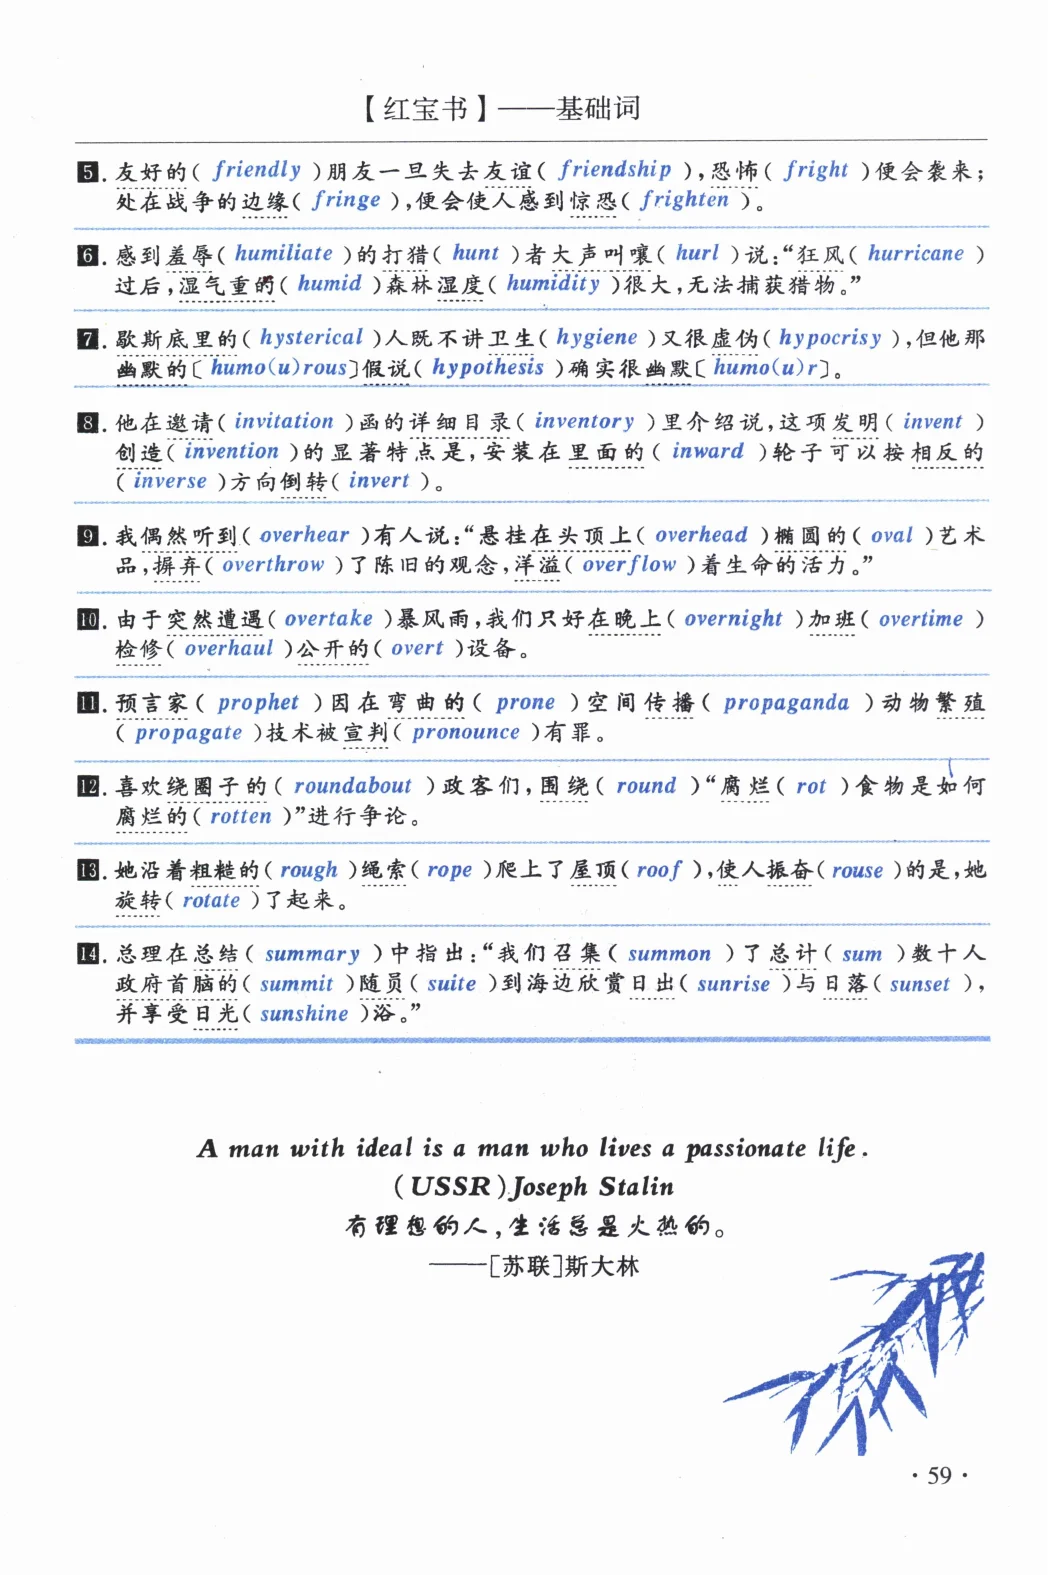 【红宝书】——基础词
5. 友好的( friendly )朋友一旦失去友谊( friendship ),恐怖( fright )便会袭来;
处在战争的边缘( fringe ),便会使人感到惊恐( frighten )。
6. 感到羞辱( humiliate )的打猎( hunt )者大声叫嚷( hurl )说:“狂风( hurricane )
过后,湿气重的( humid )森林湿度( humidity )很大,无法捕获猎物。”
7. 歇斯底里的( hysterical )人既不讲卫生( hygiene )又很虚伪( hypocrisy ),但他那
幽默的[ humo(u)rous]假说( hypothesis )确实很幽默[ humo(u)r]。
8. 他在邀请( invitation )函的详细目录( inventory )里介绍说,这项发明( invent )
创造( invention )的显著特点是,安装在里面的( inward )轮子可以按相反的
( inverse )方向倒转( invert )。
9. 我偶然听到( overhear )有人说:“悬挂在头顶上( overhead )椭圆的( oval )艺术
品,摒弃( overthrow )了陈旧的观念,洋溢( overflow )着生命的活力。”
10. 由于突然遭遇( overtake )暴风雨,我们只好在晚上( overnight )加班( overtime )
检修( overhaul )公开的( overt )设备。
11. 预言家( prophet )因在弯曲的( prone )空间传播( propaganda )动物繁殖
( propagate )技术被宣判( pronounce )有罪。
12. 喜欢绕圈子的( roundabout )政客们,围绕( round )“腐烂( rot )食物是如何
腐烂的( rotten )”进行争论。
13. 她沿着粗糙的( rough )绳索( rope )爬上了屋顶( roof ),使人振奋( rouse )的是,她
旋转( rotate )了起来。
14. 总理在总结( summary )中指出:“我们召集( summon )了总计( sum )数十人
政府首脑的( summit )随员( suite )到海边欣赏日出( sunrise )与日落( sunset ),
并享受日光( sunshine )浴。”
A man with ideal is a man who lives a passionate life.
(USSR)Joseph Stalin
有理想的人,生活总是火热的。
——[苏联]斯大林
·59·